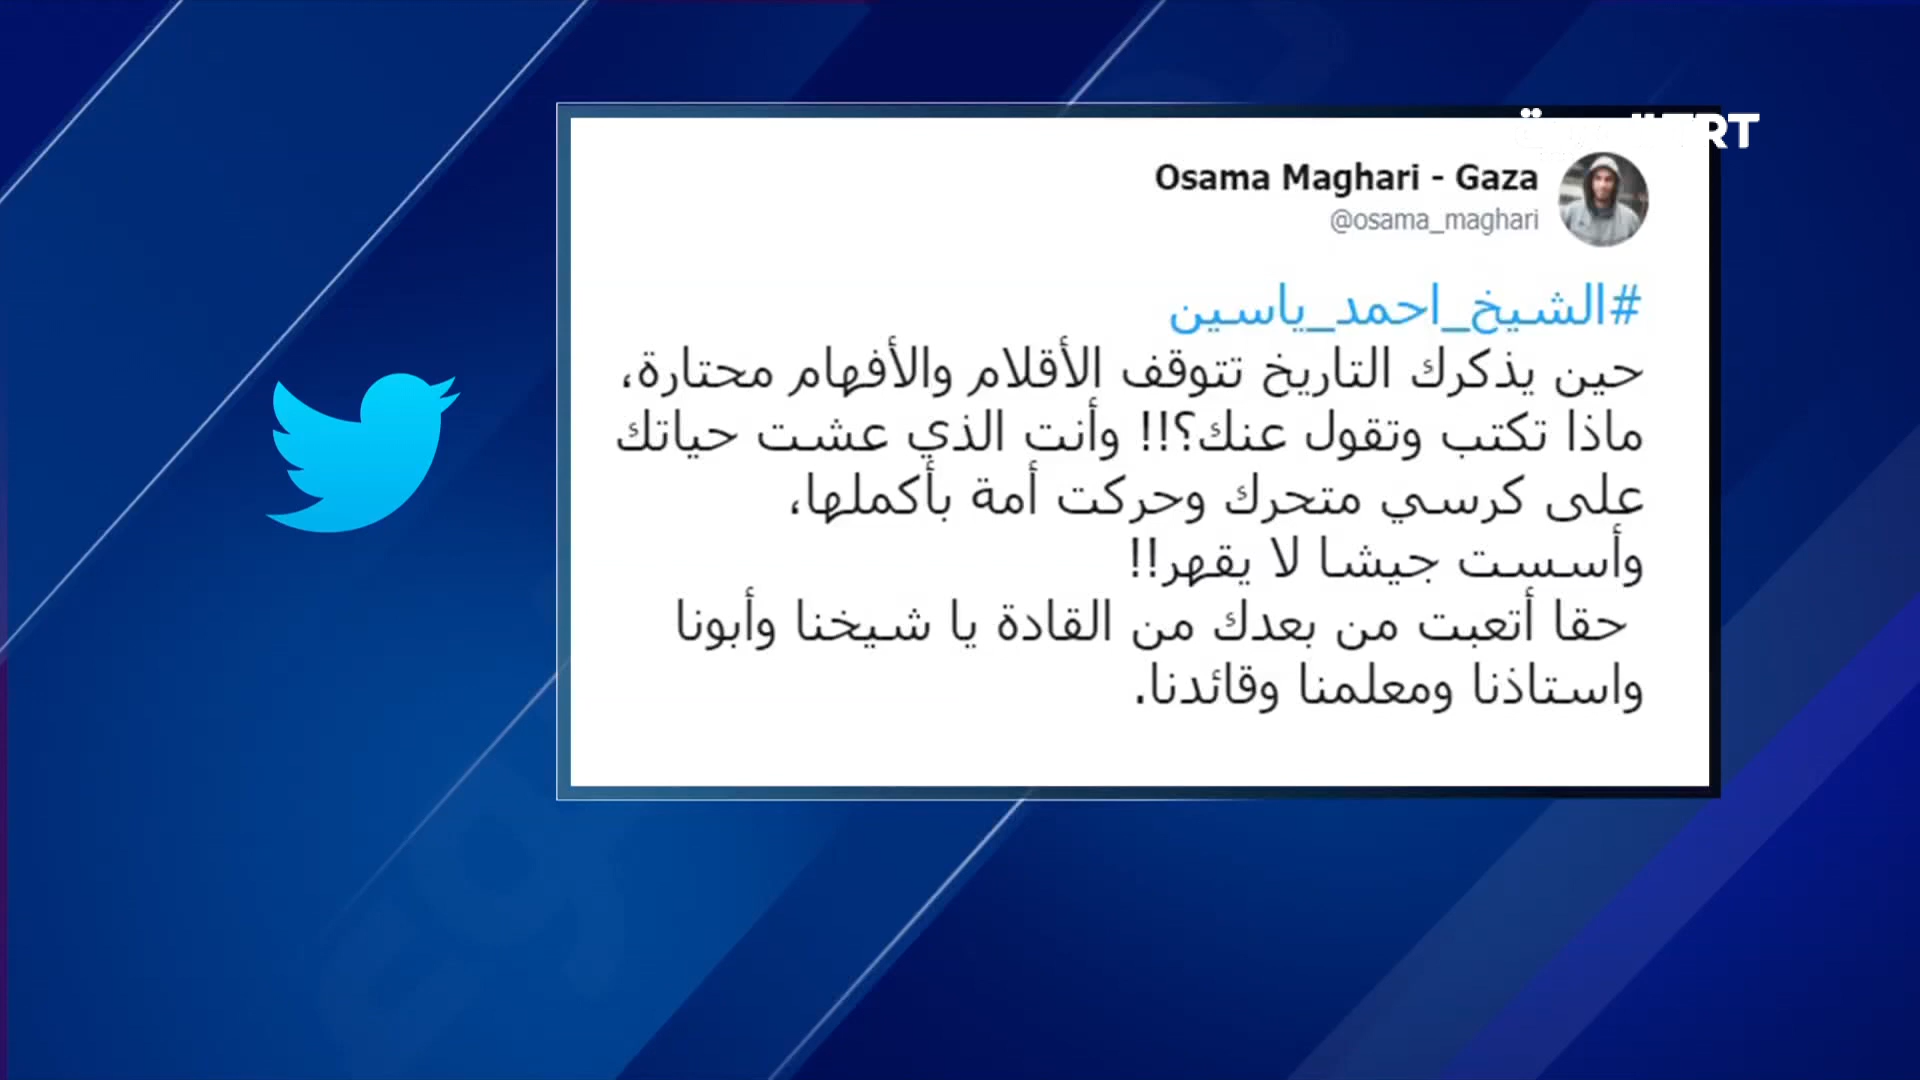 Osama Maghari - Gaza
@osama_maghari
#الشيخ_احمد_ياسين
حين يذكرك التاريخ تتوقف الأقلام والأفهام محتارة،
ماذا تكتب وتقول عنك؟!! وأنت الذي عشت حياتك
على كرسي متحرك وحركت أمة بأكملها،
وأسست جيشا لا يقهر!!
حقا أتعبت من بعدك من القادة يا شيخنا وأبونا
واستاذنا ومعلمنا وقائدنا.